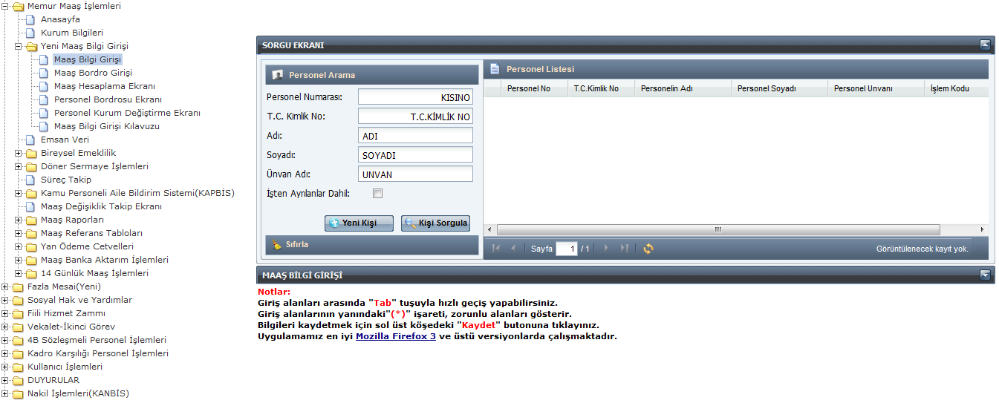 Memur Maaş İşlemleri
Anasayfa
Kurum Bilgileri
Yeni Maaş Bilgi Girişi
Maaş Bilgi Girişi
Maaş Bordro Girişi
Maaş Hesaplama Ekranı
Personel Bordrosu Ekranı
Personel Kurum Değiştirme Ekranı
Maaş Bilgi Girişi Kılavuzu
Emsan Veri
Bireysel Emeklilik
Döner Sermaye İşlemleri
Süreç Takip
Kamu Personeli Aile Bildirim Sistemi(KAPBİS)
Maaş Değişiklik Takip Ekranı
Maaş Raporları
Maaş Referans Tabloları
Yan Ödeme Cetvelleri
Maaş Banka Aktarım İşlemleri
14 Günlük Maaş İşlemleri
Fazla Mesai(Yeni)
Sosyal Hak ve Yardımlar
Fiili Hizmet Zammı
Vekalet-İkinci Görev
4B Sözleşmeli Personel İşlemleri
Kadro Karşılığı Personel İşlemleri
Kullanıcı İşlemleri
DUYURULAR
Nakil İşlemleri(KANBİS)
SORGU EKRANI
Personel Arama
Personel Numarası: KISINO
T.C. Kimlik No: T.C.KİMLİK NO
Adı: ADI
Soyadı: SOYADI
Ünvan Adı: UNVAN
İşten Ayrılanlar Dahil:
Yeni Kişi Kişi Sorgula
Sıfırla
Personel Listesi
Personel No T.C.Kimlik No Personelin Adı Personel Soyadı Personel Unvanı İşlem Kodu
Sayfa 1 / 1 Görüntülenecek kayıt yok.
MAAŞ BİLGİ GİRİŞİ
Notlar:
Giriş alanları arasında "Tab" tuşuyla hızlı geçiş yapabilirsiniz.
Giriş alanlarının yanındaki"(*)" işareti, zorunlu alanları gösterir.
Bilgileri kaydetmek için sol üst köşedeki "Kaydet" butonuna tıklayınız.
Uygulamamız en iyi Mozilla Firefox 3 ve üstü versiyonlarda çalışmaktadır.